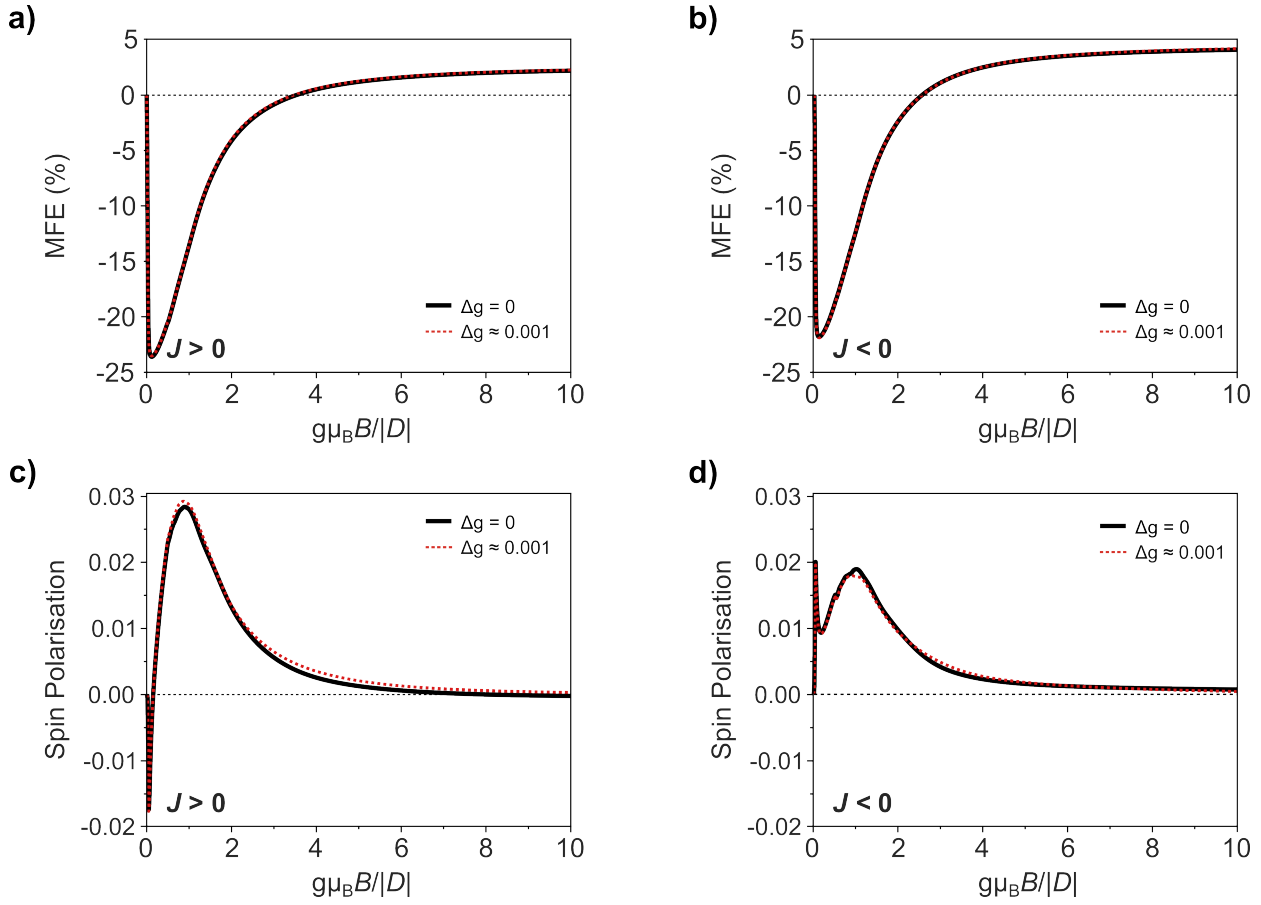 a)
5
0
-5
-10
-15
-20
-25
MFE (%)
Δg = 0
Δg ≈ 0.001
J > 0
0 2 4 6 8 10
gμBB/|D|
b)
5
0
-5
-10
-15
-20
-25
MFE (%)
Δg = 0
Δg ≈ 0.001
J < 0
0 2 4 6 8 10
gμBB/|D|
c)
0.03
0.02
0.01
0.00
-0.01
-0.02
Spin Polarisation
Δg = 0
Δg ≈ 0.001
J > 0
0 2 4 6 8 10
gμBB/|D|
d)
0.03
0.02
0.01
0.00
-0.01
-0.02
Spin Polarisation
Δg = 0
Δg ≈ 0.001
J < 0
0 2 4 6 8 10
gμBB/|D|